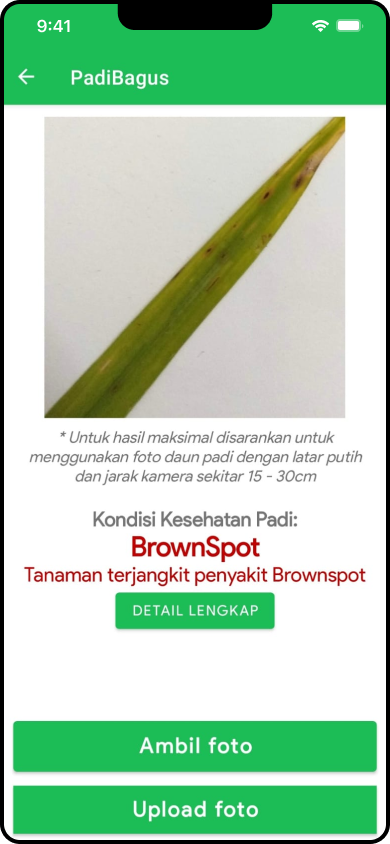 9:41
PadiBagus
* Untuk hasil maksimal disarankan untuk
menggunakan foto daun padi dengan latar putih
dan jarak kamera sekitar 15 - 30cm
Kondisi Kesehatan Padi:
BrownSpot
Tanaman terjangkit penyakit Brownspot
DETAIL LENGKAP
Ambil foto
Upload foto